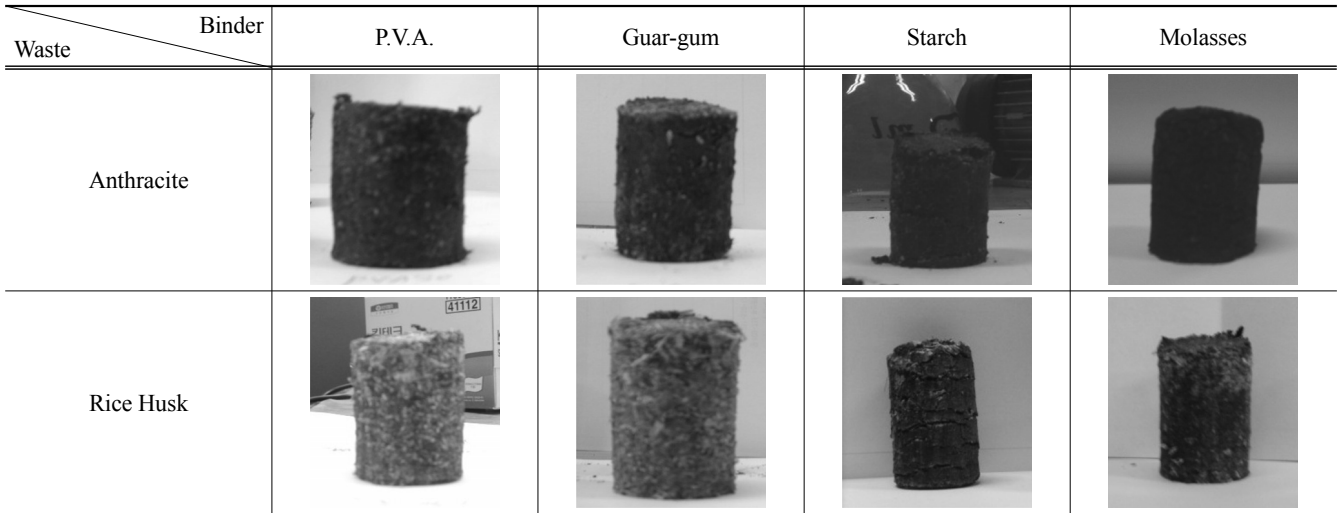 Binder
Waste
P.V.A.
Guar-gum
Starch
Molasses
Anthracite
Rice Husk
41112